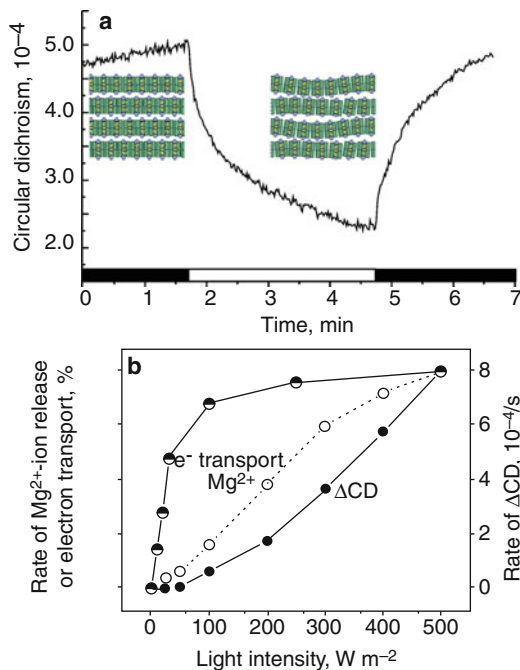 a
Circular dichroism, 10⁻⁴
5.0
4.0
3.0
2.0
0 1 2 3 4 5 6 7
Time, min
b
Rate of Mg²⁺-ion release
or electron transport, %
e⁻ transport
Mg²⁺
ΔCD
8
6
4
2
0
Rate of ΔCD, 10⁻⁴/s
0 100 200 300 400 500
Light intensity, W m⁻²